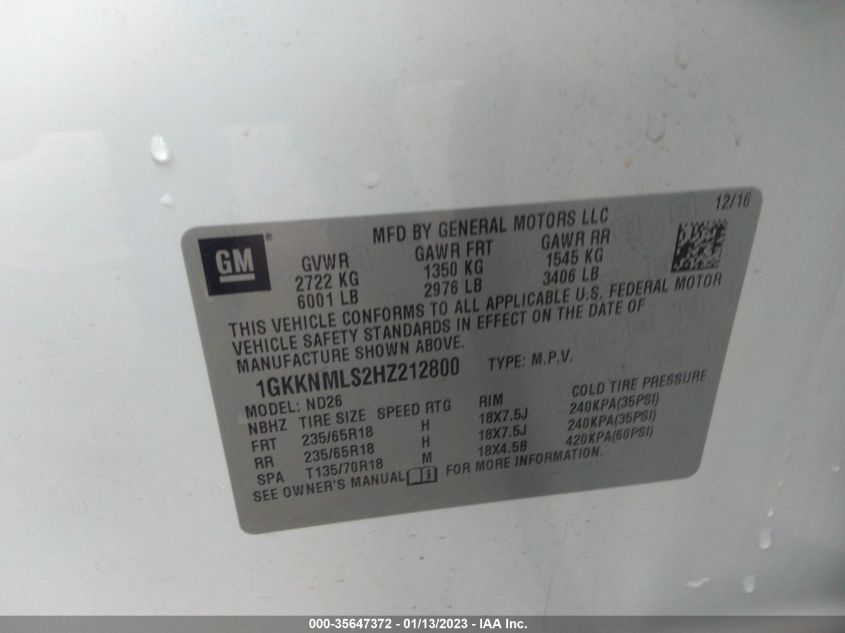 12/16
MFD BY GENERAL MOTORS LLC
GM®
GVWR GAWR FRT GAWR RR
2722 KG 1350 KG 1545 KG
6001 LB 2976 LB 3406 LB
THIS VEHICLE CONFORMS TO ALL APPLICABLE U.S. FEDERAL MOTOR
VEHICLE SAFETY STANDARDS IN EFFECT ON THE DATE OF
MANUFACTURE SHOWN ABOVE.
1GKKNMLS2HZ212800 TYPE: M.P.V.
MODEL: ND26
NBHZ TIRE SIZE SPEED RTG RIM COLD TIRE PRESSURE
FRT 235/65R18 H 18X7.5J 240KPA(35PSI)
RR 235/65R18 H 18X7.5J 240KPA(35PSI)
SPA T135/70R18 M 18X4.5B 420KPA(60PSI)
SEE OWNER'S MANUAL i FOR MORE INFORMATION.
000-35647372 - 01/13/2023 - IAA Inc.